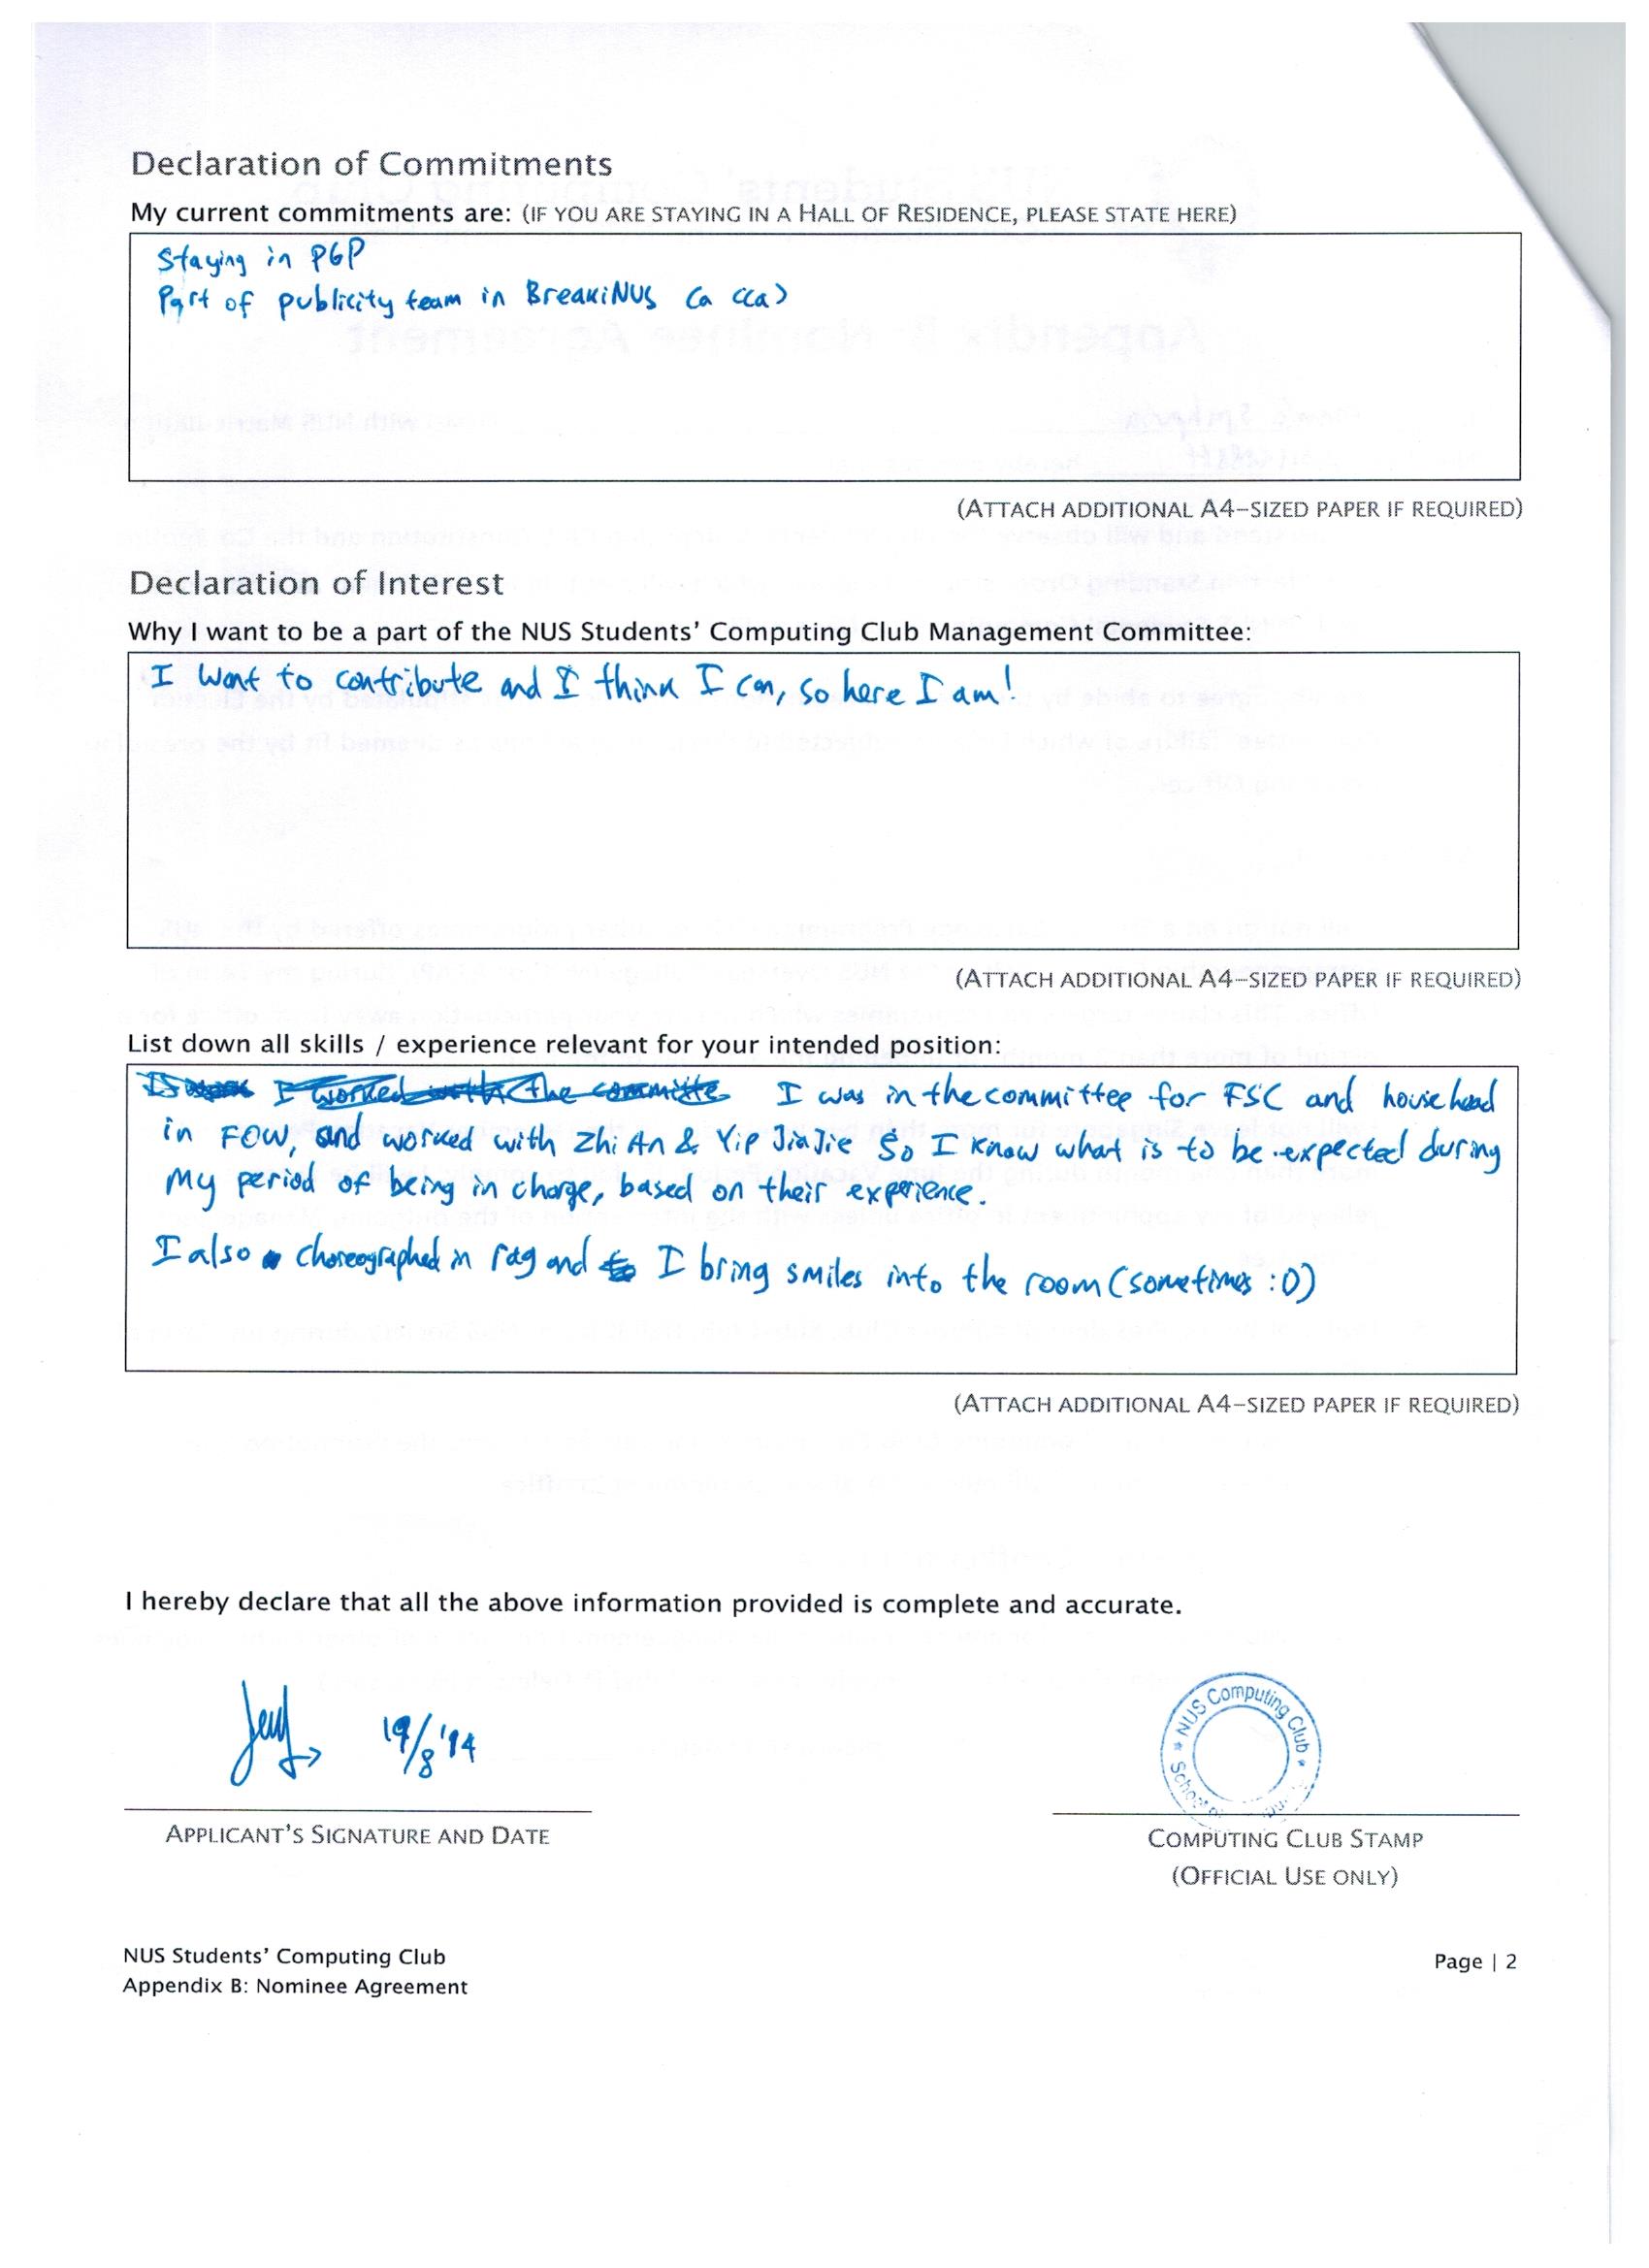 Declaration of Commitments
My current commitments are: (IF YOU ARE STAYING IN A HALL OF RESIDENCE, PLEASE STATE HERE)
Staying in PGP
Part of publicity team in BreakiNUS (a cca)
(ATTACH ADDITIONAL A4-SIZED PAPER IF REQUIRED)
Declaration of Interest
Why I want to be a part of the NUS Students' Computing Club Management Committee:
I want to contribute and I think I can, so here I am!
(ATTACH ADDITIONAL A4-SIZED PAPER IF REQUIRED)
List down all skills / experience relevant for your intended position:
I worked with the committe I was in the committee for FSC and house head
in FOW, and worked with Zhi An & Yip JiaJie so I know what is to be expected during
my period of being in charge, based on their experience.
I also choreographed in rag and I bring smiles into the room (sometimes :D)
(ATTACH ADDITIONAL A4-SIZED PAPER IF REQUIRED)
I hereby declare that all the above information provided is complete and accurate.
19/8 '14
NUS Computing Club
School
APPLICANT'S SIGNATURE AND DATE
COMPUTING CLUB STAMP
(OFFICIAL USE ONLY)
NUS Students' Computing Club
Appendix B: Nominee Agreement
Page | 2